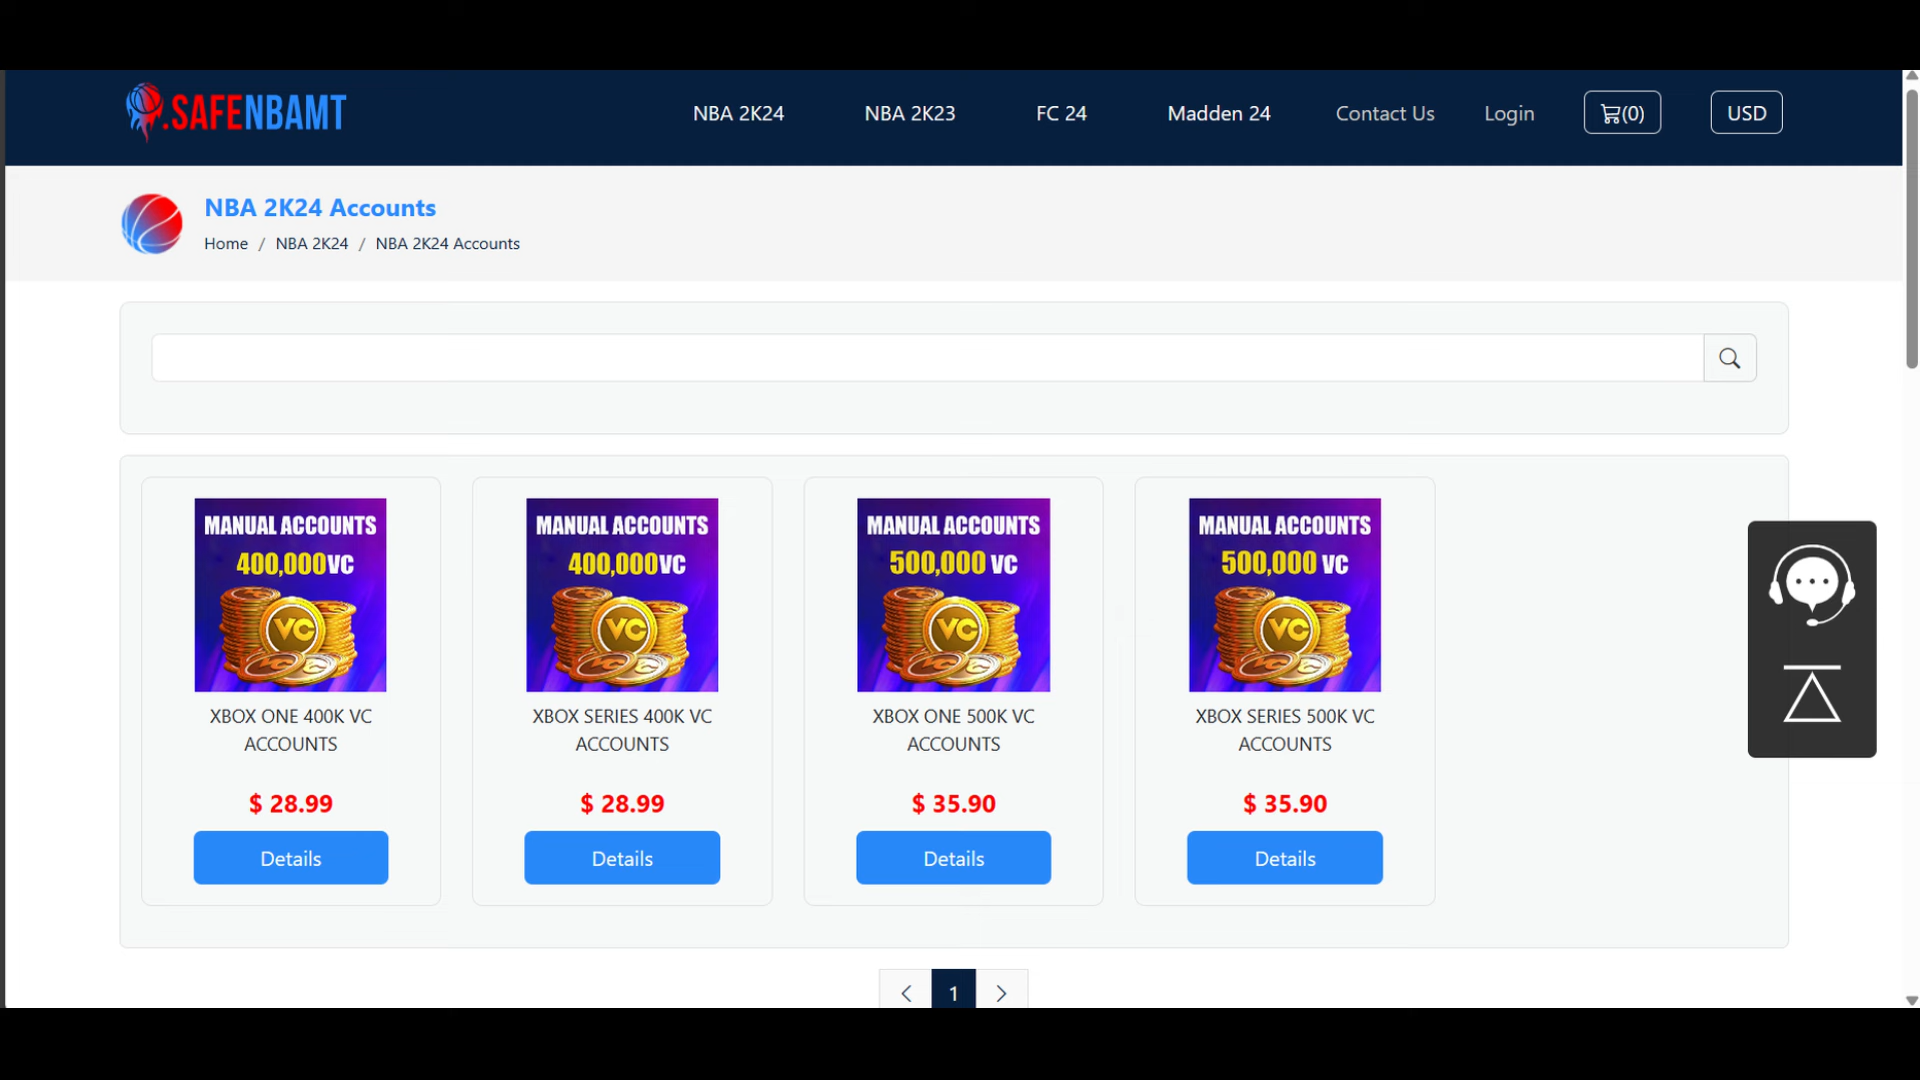 .SAFENBAMT
NBA 2K24 NBA 2K23 FC 24 Madden 24 Contact Us Login (0) USD
NBA 2K24 Accounts
Home / NBA 2K24 / NBA 2K24 Accounts
MANUAL ACCOUNTS
400,000VC
VC
XBOX ONE 400K VC
ACCOUNTS
$ 28.99
Details
MANUAL ACCOUNTS
400,000VC
VC
XBOX SERIES 400K VC
ACCOUNTS
$ 28.99
Details
MANUAL ACCOUNTS
500,000 VC
VC
XBOX ONE 500K VC
ACCOUNTS
$ 35.90
Details
MANUAL ACCOUNTS
500,000 VC
VC
XBOX SERIES 500K VC
ACCOUNTS
$ 35.90
Details
1